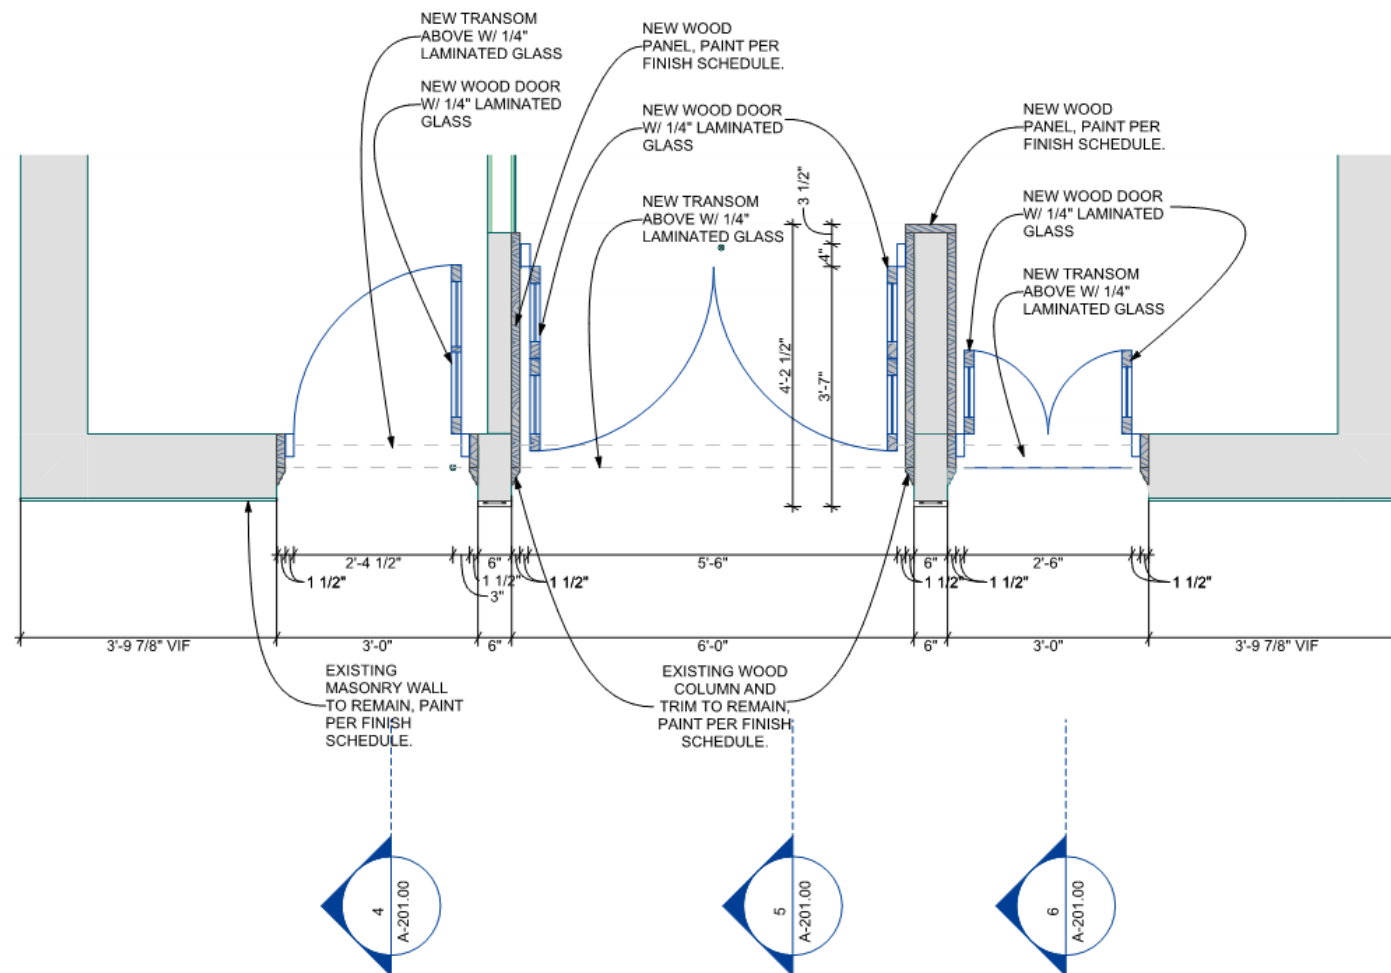 NEW TRANSOM
ABOVE W/ 1/4"
LAMINATED GLASS
NEW WOOD DOOR
W/ 1/4" LAMINATED
GLASS
NEW WOOD
PANEL, PAINT PER
FINISH SCHEDULE.
NEW WOOD DOOR
W/ 1/4" LAMINATED
GLASS
NEW TRANSOM
ABOVE W/ 1/4"
LAMINATED GLASS
NEW WOOD
PANEL, PAINT PER
FINISH SCHEDULE.
NEW WOOD DOOR
W/ 1/4" LAMINATED
GLASS
NEW TRANSOM
ABOVE W/ 1/4"
LAMINATED GLASS
3 1/2"
4"
4'-2 1/2"
3'-7"
2'-4 1/2"
6"
5'-6"
6"
2'-6"
1 1/2"
1 1/2"
3"
1 1/2"
1 1/2"
1 1/2"
1 1/2"
3'-9 7/8" VIF
3'-0"
6"
6'-0"
6"
3'-0"
3'-9 7/8" VIF
EXISTING
MASONRY WALL
TO REMAIN, PAINT
PER FINISH
SCHEDULE.
EXISTING WOOD
COLUMN AND
TRIM TO REMAIN,
PAINT PER FINISH
SCHEDULE.
4
A-201.00
5
A-201.00
6
A-201.00